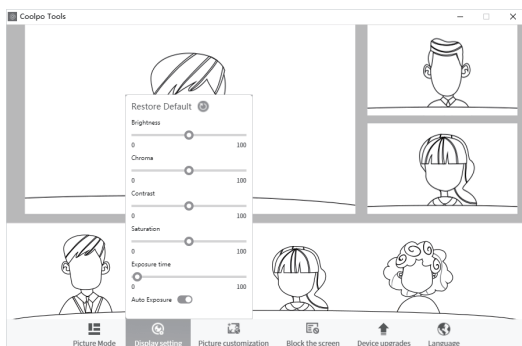 Coolpo Tools
Restore Default
Brightness
0 100
Chroma
0 100
Contrast
0 100
Saturation
0 100
Exposure time
0 100
Auto Exposure
Picture Mode Display setting Picture customization Block the screen Device upgrades Language